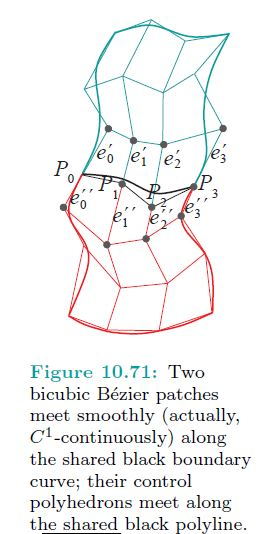 e′₀ e′₁ e′₂ e′₃
P₀ P₁ P₂ P₃
e″₀ e″₁ e″₂ e″₃
Figure 10.71: Two
bicubic Bézier patches
meet smoothly (actually,
C¹-continuously) along
the shared black boundary
curve; their control
polyhedrons meet along
the shared black polyline.